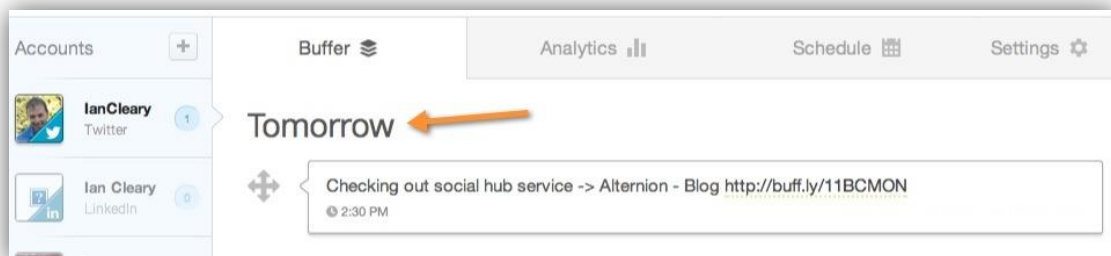 Accounts +
Buffer
Analytics
Schedule
Settings
IanCleary
Twitter
1
Ian Cleary
LinkedIn
0
in
Tomorrow
Checking out social hub service -> Alternion - Blog http://buff.ly/11BCMON
2:30 PM